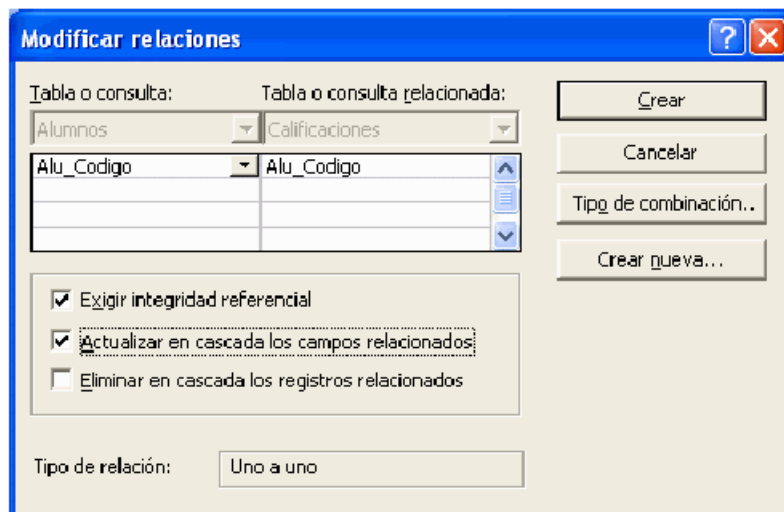 Modificar relaciones
Tabla o consulta: Tabla o consulta relacionada:
Alumnos Calificaciones
Alu_Codigo Alu_Codigo
Crear
Cancelar
Tipo de combinación..
Crear nueva...
Exigir integridad referencial
Actualizar en cascada los campos relacionados
Eliminar en cascada los registros relacionados
Tipo de relación: Uno a uno